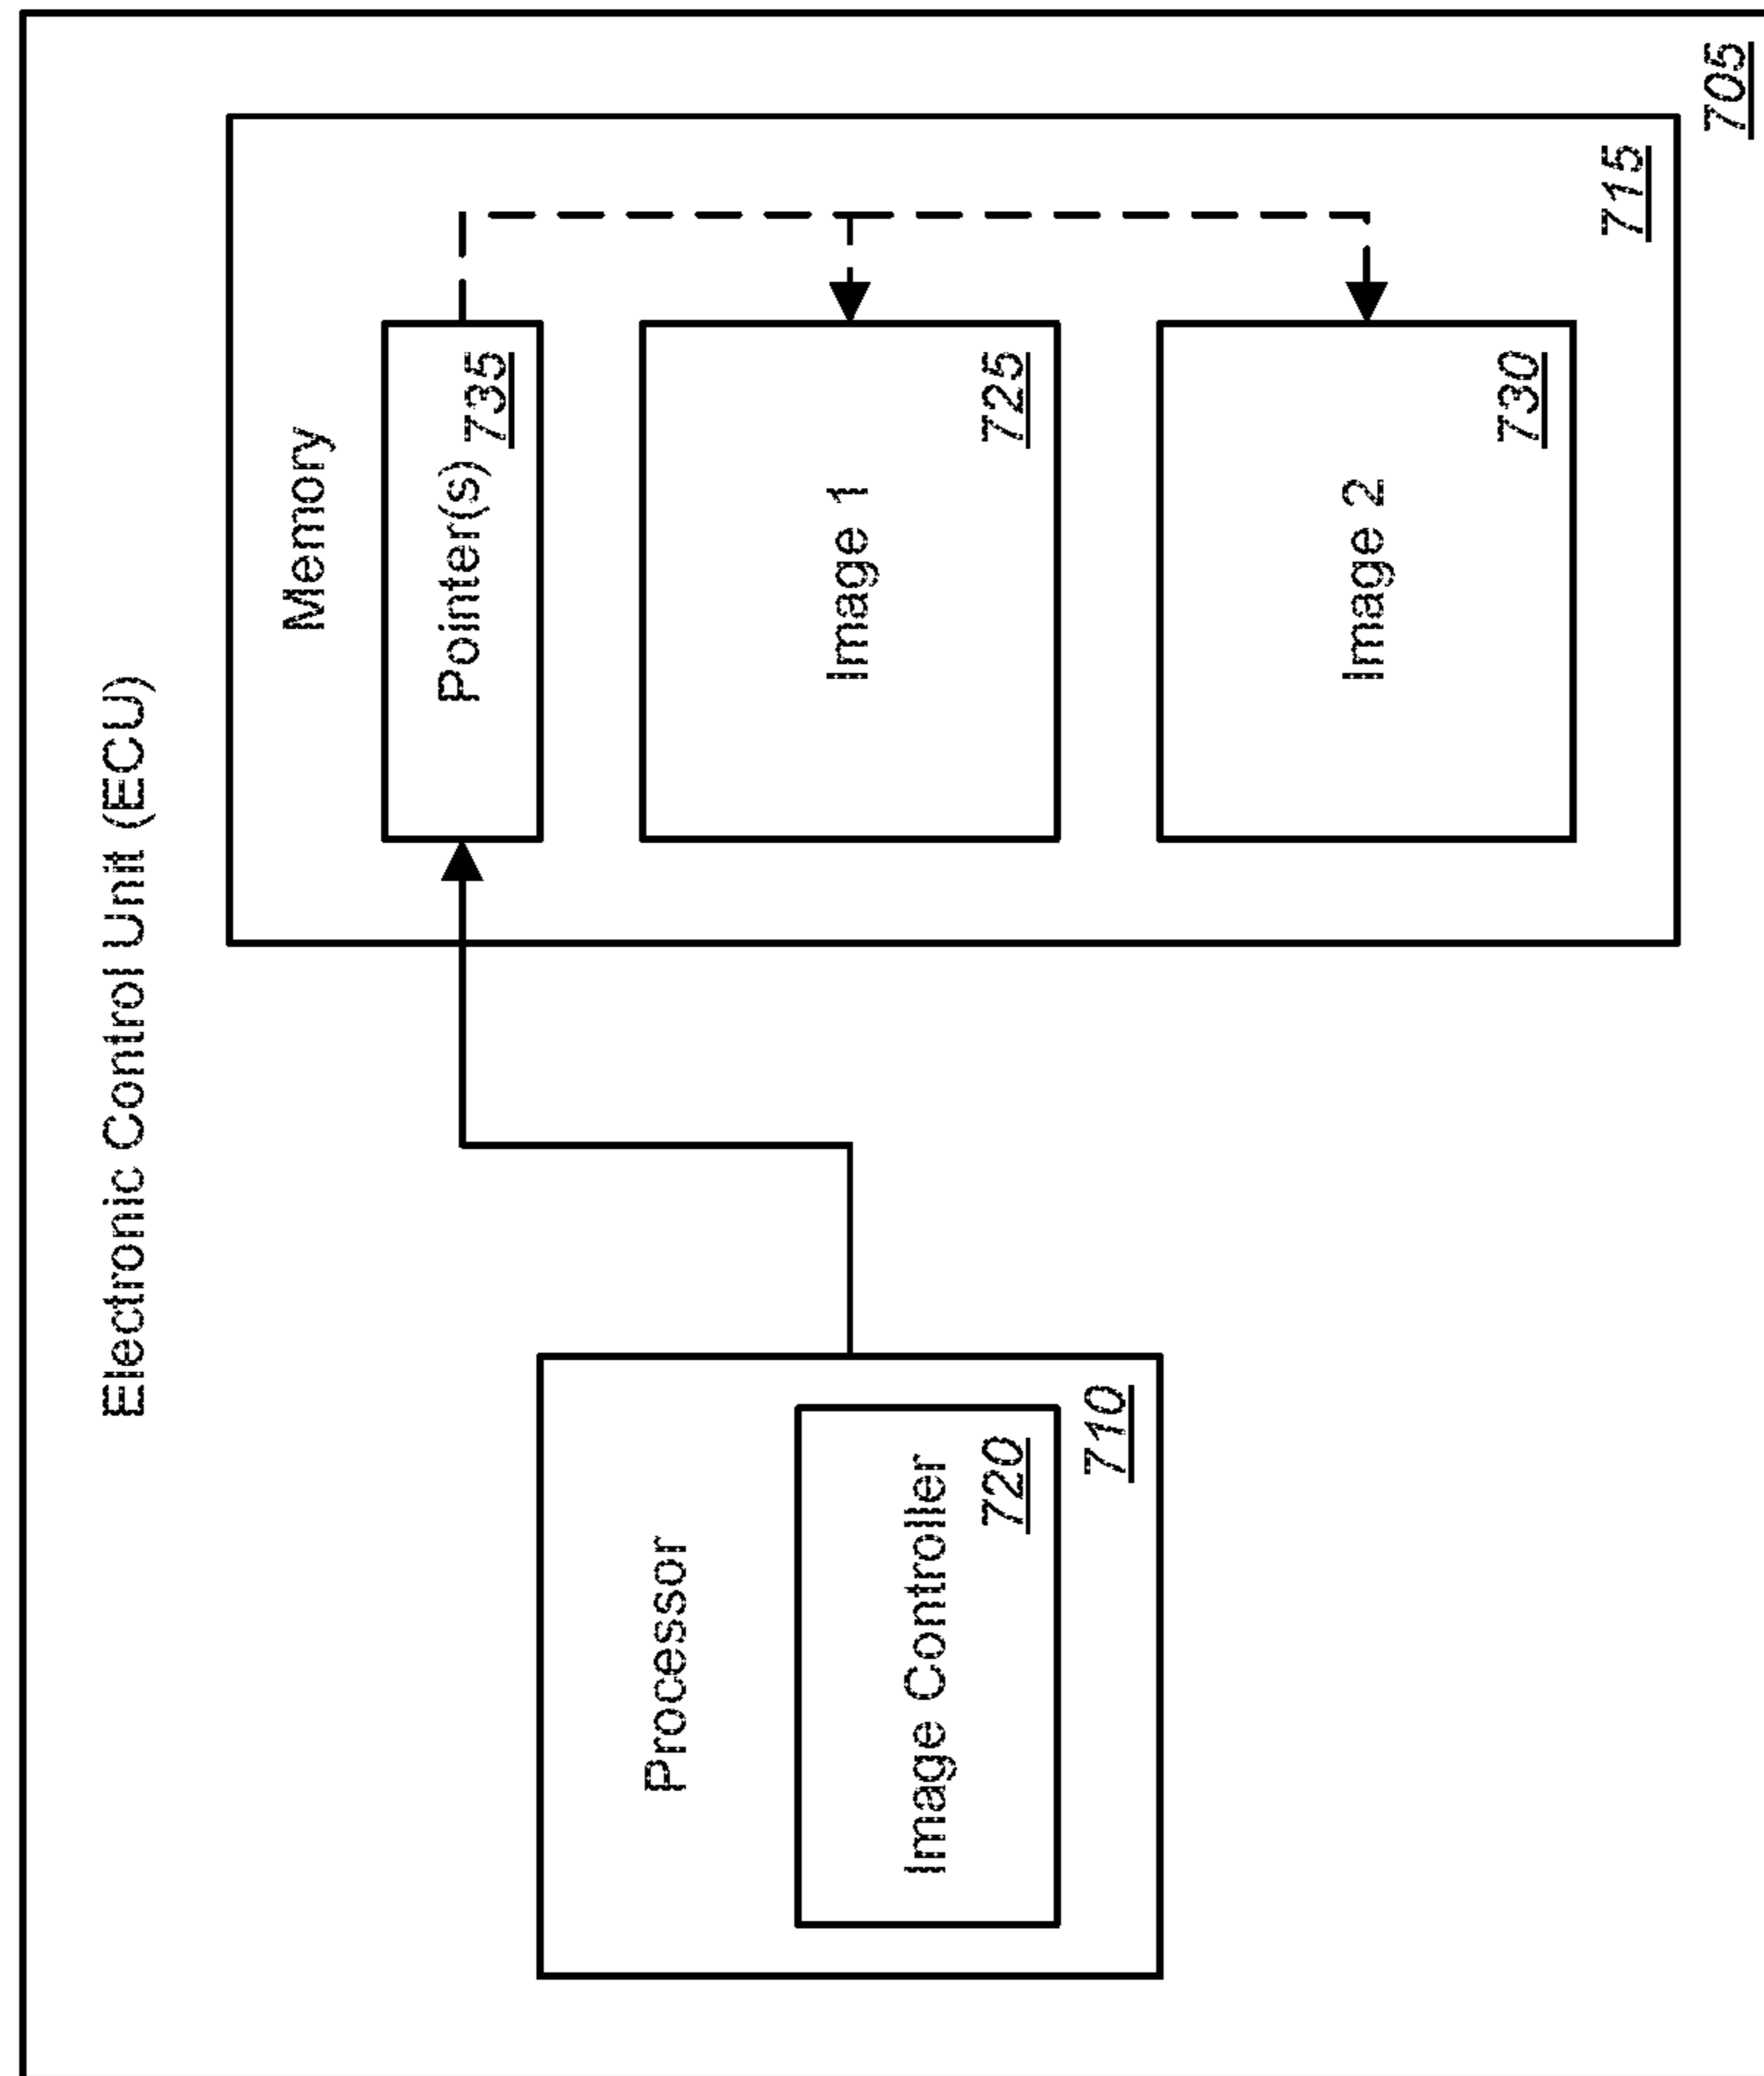 Electronic Control Unit (ECU)
Processor
Image Controller
720
710
Memory
Pointer(s)
735
Image 1
725
Image 2
730
715
705